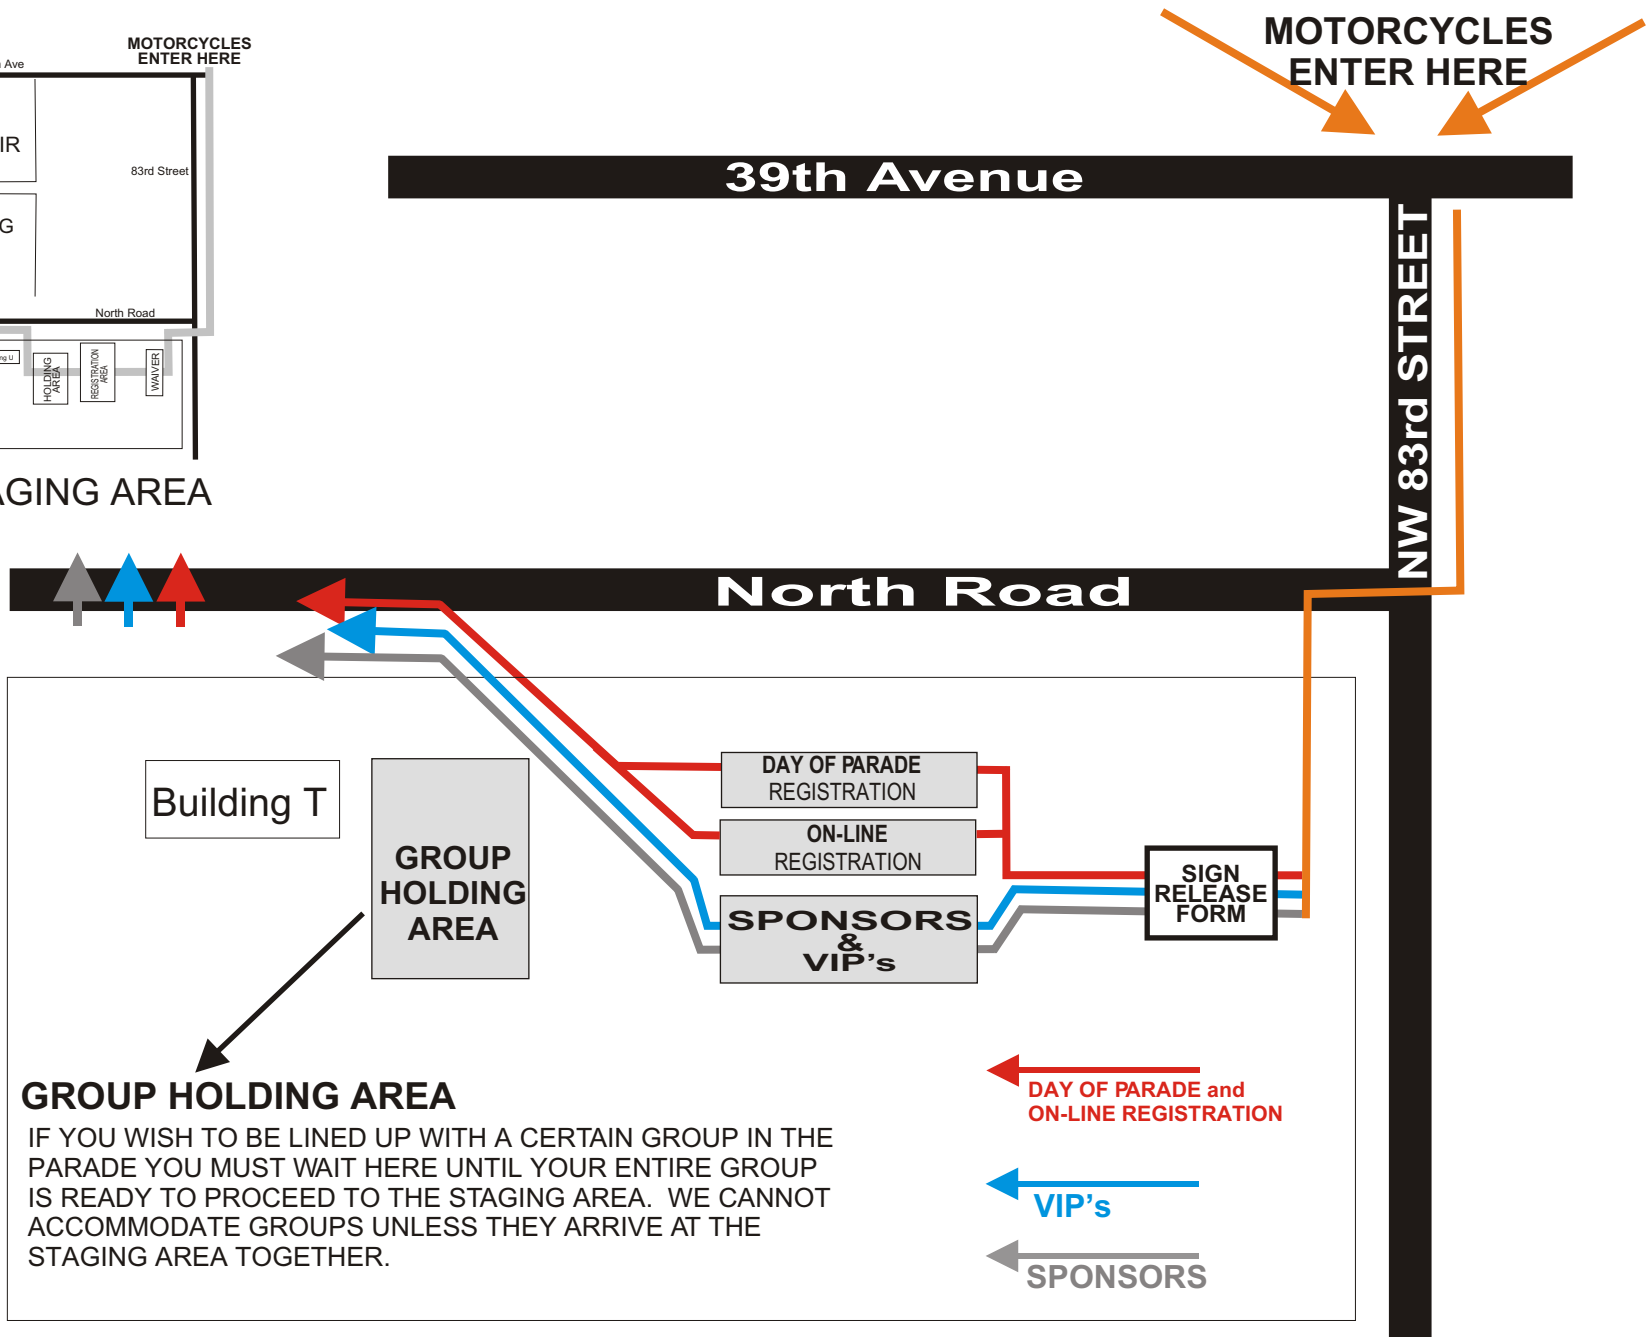 MOTORCYCLES
ENTER HERE
Ave
IR
83rd Street
G
North Road
HOLDING
AREA
REGISTRATION
AREA
WAIVER
AGING AREA
MOTORCYCLES
ENTER HERE
39th Avenue
NW 83rd STREET
North Road
Building T
GROUP
HOLDING
AREA
DAY OF PARADE
REGISTRATION
ON-LINE
REGISTRATION
SPONSORS
&
VIP's
SIGN
RELEASE
FORM
GROUP HOLDING AREA
IF YOU WISH TO BE LINED UP WITH A CERTAIN GROUP IN THE
PARADE YOU MUST WAIT HERE UNTIL YOUR ENTIRE GROUP
IS READY TO PROCEED TO THE STAGING AREA.  WE CANNOT
ACCOMMODATE GROUPS UNLESS THEY ARRIVE AT THE
STAGING AREA TOGETHER.
DAY OF PARADE and
ON-LINE REGISTRATION
VIP's
SPONSORS